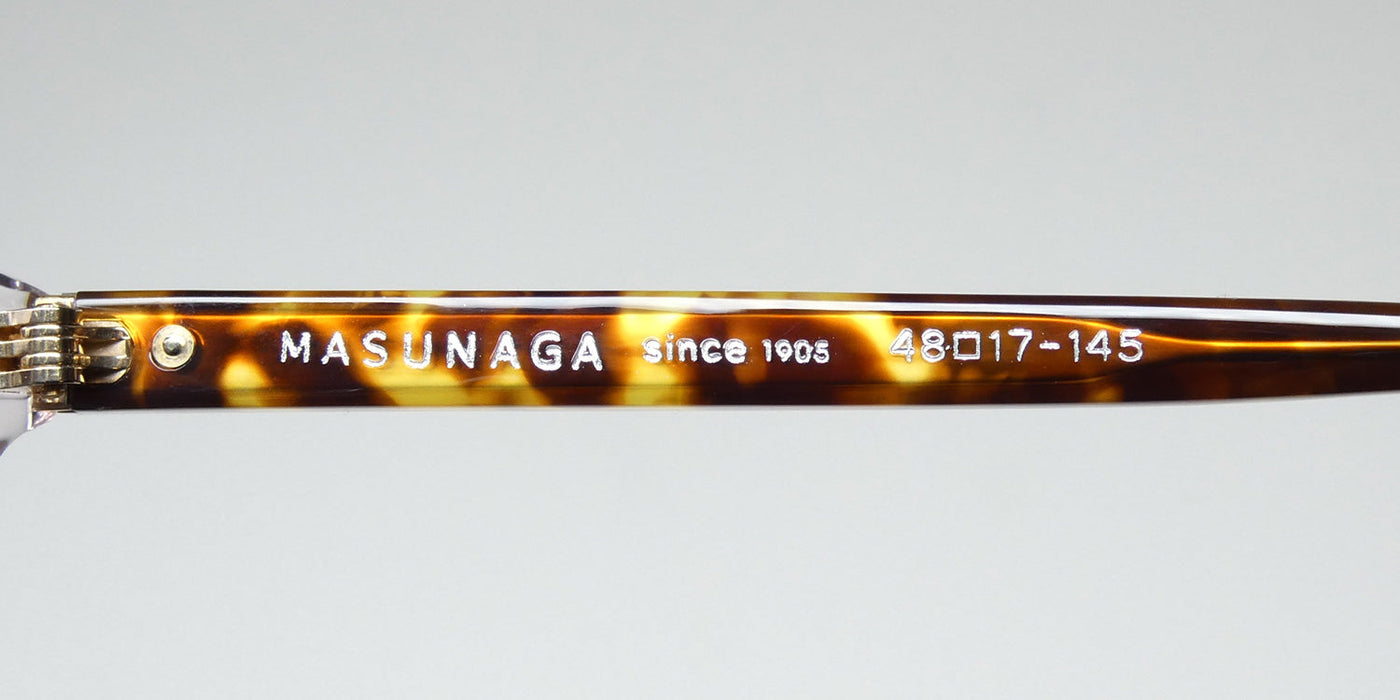 MASUNAGA since 1905 48□17-145